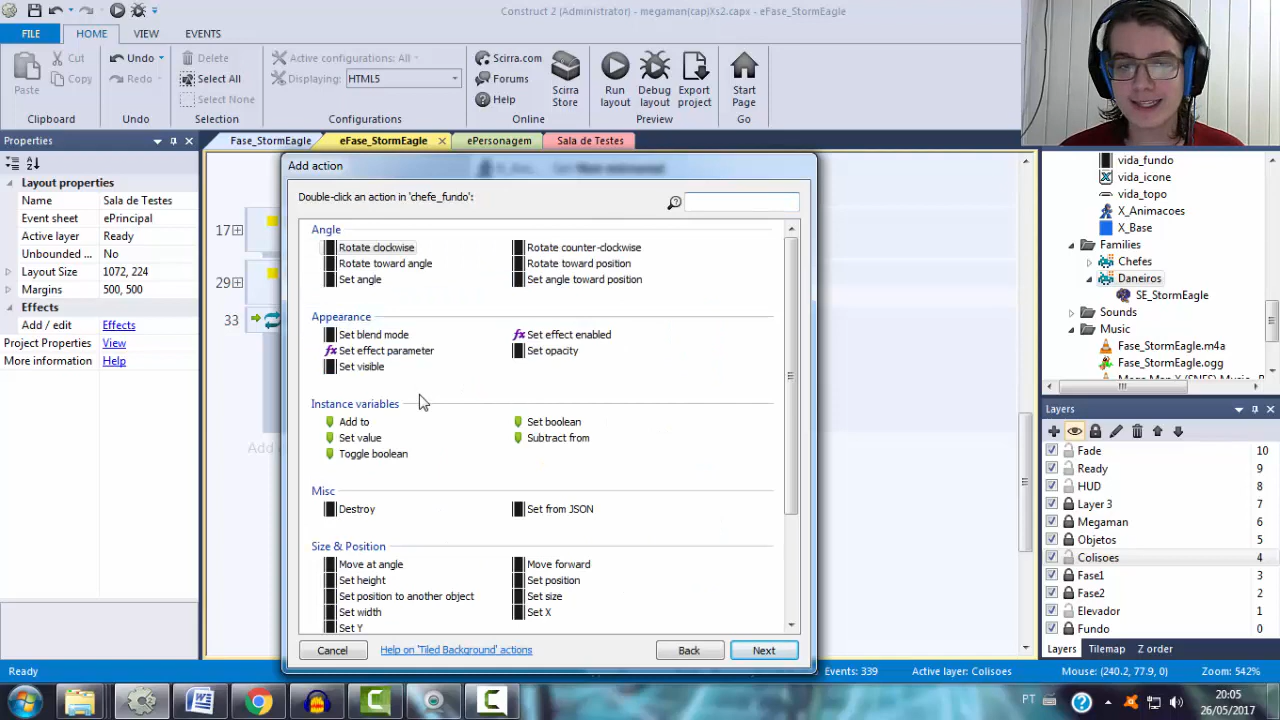 Construct 2 (Administrator) - megaman(cap)Xs2.capx - eFase_StormEagle
FILE HOME VIEW EVENTS
Paste Cut Copy
Undo Redo
Delete Select All Select None
Active configurations: All
Displaying: HTML5
Scirra.com Forums Help
Scirra Store
Run layout
Debug layout
Export project
Start Page
Clipboard Undo Selection Configurations Online Preview Go
Properties
Fase_StormEagle eFase_StormEagle ePersonagem Sala de Testes
Layout properties
Name Sala de Testes
Event sheet ePrincipal
Active layer Ready
Unbounded ... No
Layout Size 1072, 224
Margins 500, 500
Effects
Add / edit Effects
Project Properties View
More information Help
17
29
33
Add action
Double-click an action in 'chefe_fundo':
Angle
Rotate clockwise Rotate counter-clockwise
Rotate toward angle Rotate toward position
Set angle Set angle toward position
Appearance
Set blend mode Set effect enabled
Set effect parameter Set opacity
Set visible
Instance variables
Add to Set boolean
Set value Subtract from
Toggle boolean
Misc
Destroy Set from JSON
Size & Position
Move at angle Move forward
Set height Set position
Set position to another object Set size
Set width Set X
Set Y
Cancel Help on 'Tiled Background' actions Back Next
vida_fundo
vida_icone
vida_topo
X_Animacoes
X_Base
Families
Chefes
Daneiros
SE_StormEagle
Sounds
Music
Fase_StormEagle.m4a
Fase_StormEagle.ogg
Mega Man X (SNES) Music
Layers
Fade 10
Ready 9
HUD 8
Layer 3 7
Megaman 6
Objetos 5
Colisoes 4
Fase1 3
Fase2 2
Elevador 1
Fundo 0
Layers Tilemap Z order
Ready Events: 339 Active layer: Colisoes Mouse: (240.2, 77.9, 0) Zoom: 542%
PT 20:05
26/05/2017